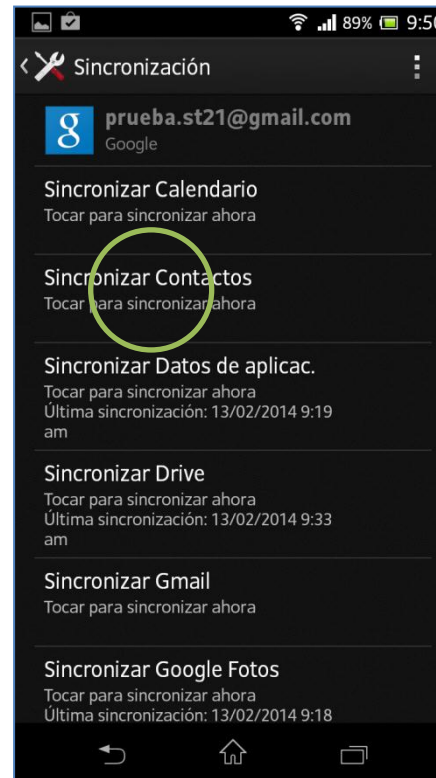 89% 9:50
Sincronización
g
prueba.st21@gmail.com
Google
Sincronizar Calendario
Tocar para sincronizar ahora
Sincronizar Contactos
Tocar para sincronizar ahora
Sincronizar Datos de aplicac.
Tocar para sincronizar ahora
Última sincronización: 13/02/2014 9:19
am
Sincronizar Drive
Tocar para sincronizar ahora
Última sincronización: 13/02/2014 9:33
am
Sincronizar Gmail
Tocar para sincronizar ahora
Sincronizar Google Fotos
Tocar para sincronizar ahora
Última sincronización: 13/02/2014 9:18